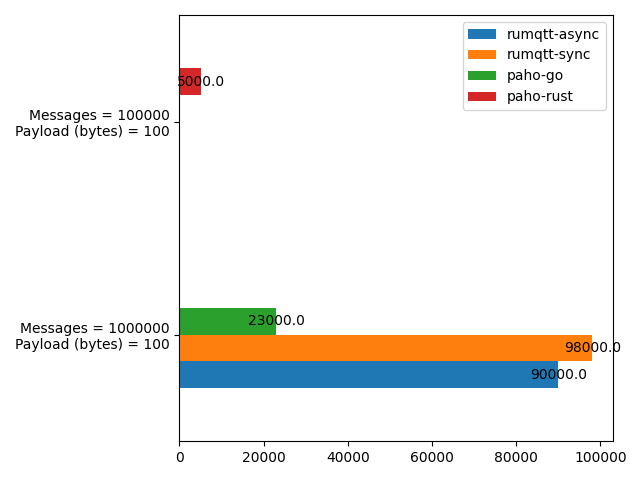 rumqtt-async
rumqtt-sync
paho-go
paho-rust
5000.0
Messages = 100000
Payload (bytes) = 100
23000.0
Messages = 1000000
Payload (bytes) = 100
98000.0
90000.0
0 20000 40000 60000 80000 100000